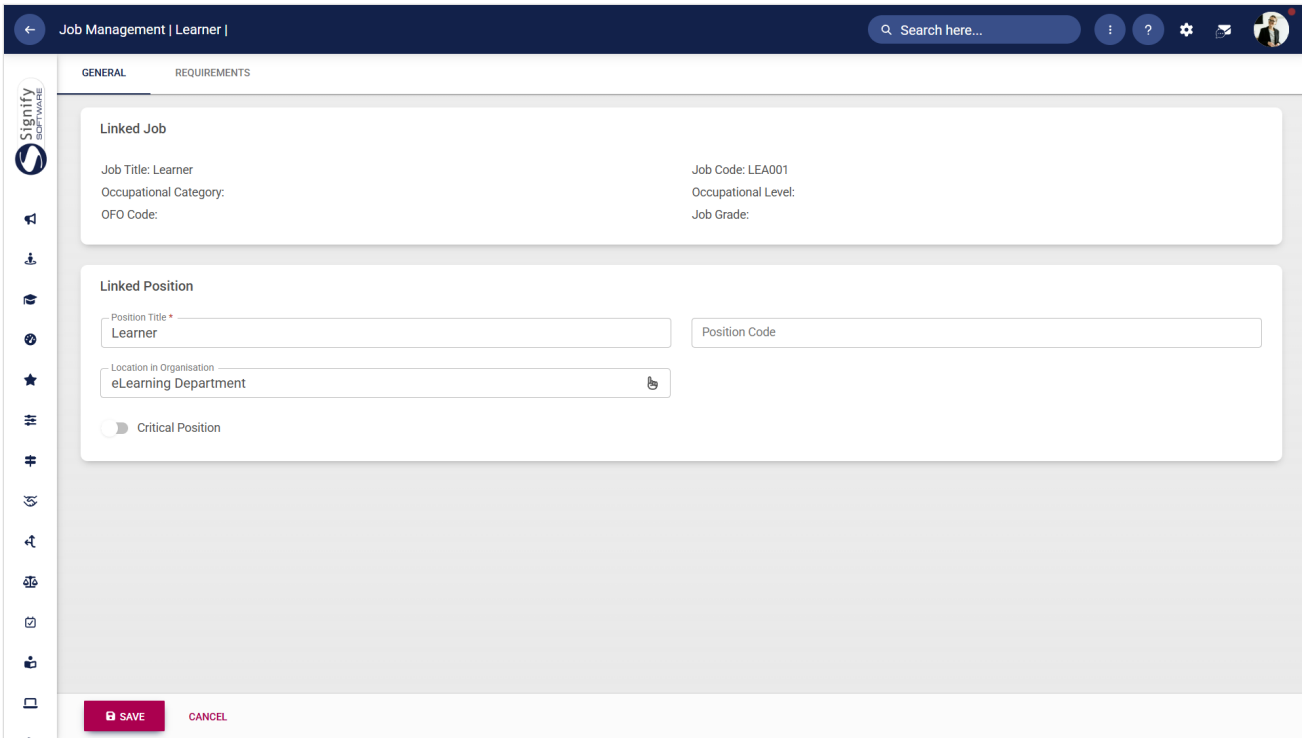 Job Management | Learner |
Search here...
?
Signify
SOFTWARE
GENERAL
REQUIREMENTS
Linked Job
Job Title: Learner
Job Code: LEA001
Occupational Category:
Occupational Level:
OFO Code:
Job Grade:
Linked Position
Position Title *
Learner
Position Code
Location in Organisation
eLearning Department
Critical Position
SAVE
CANCEL